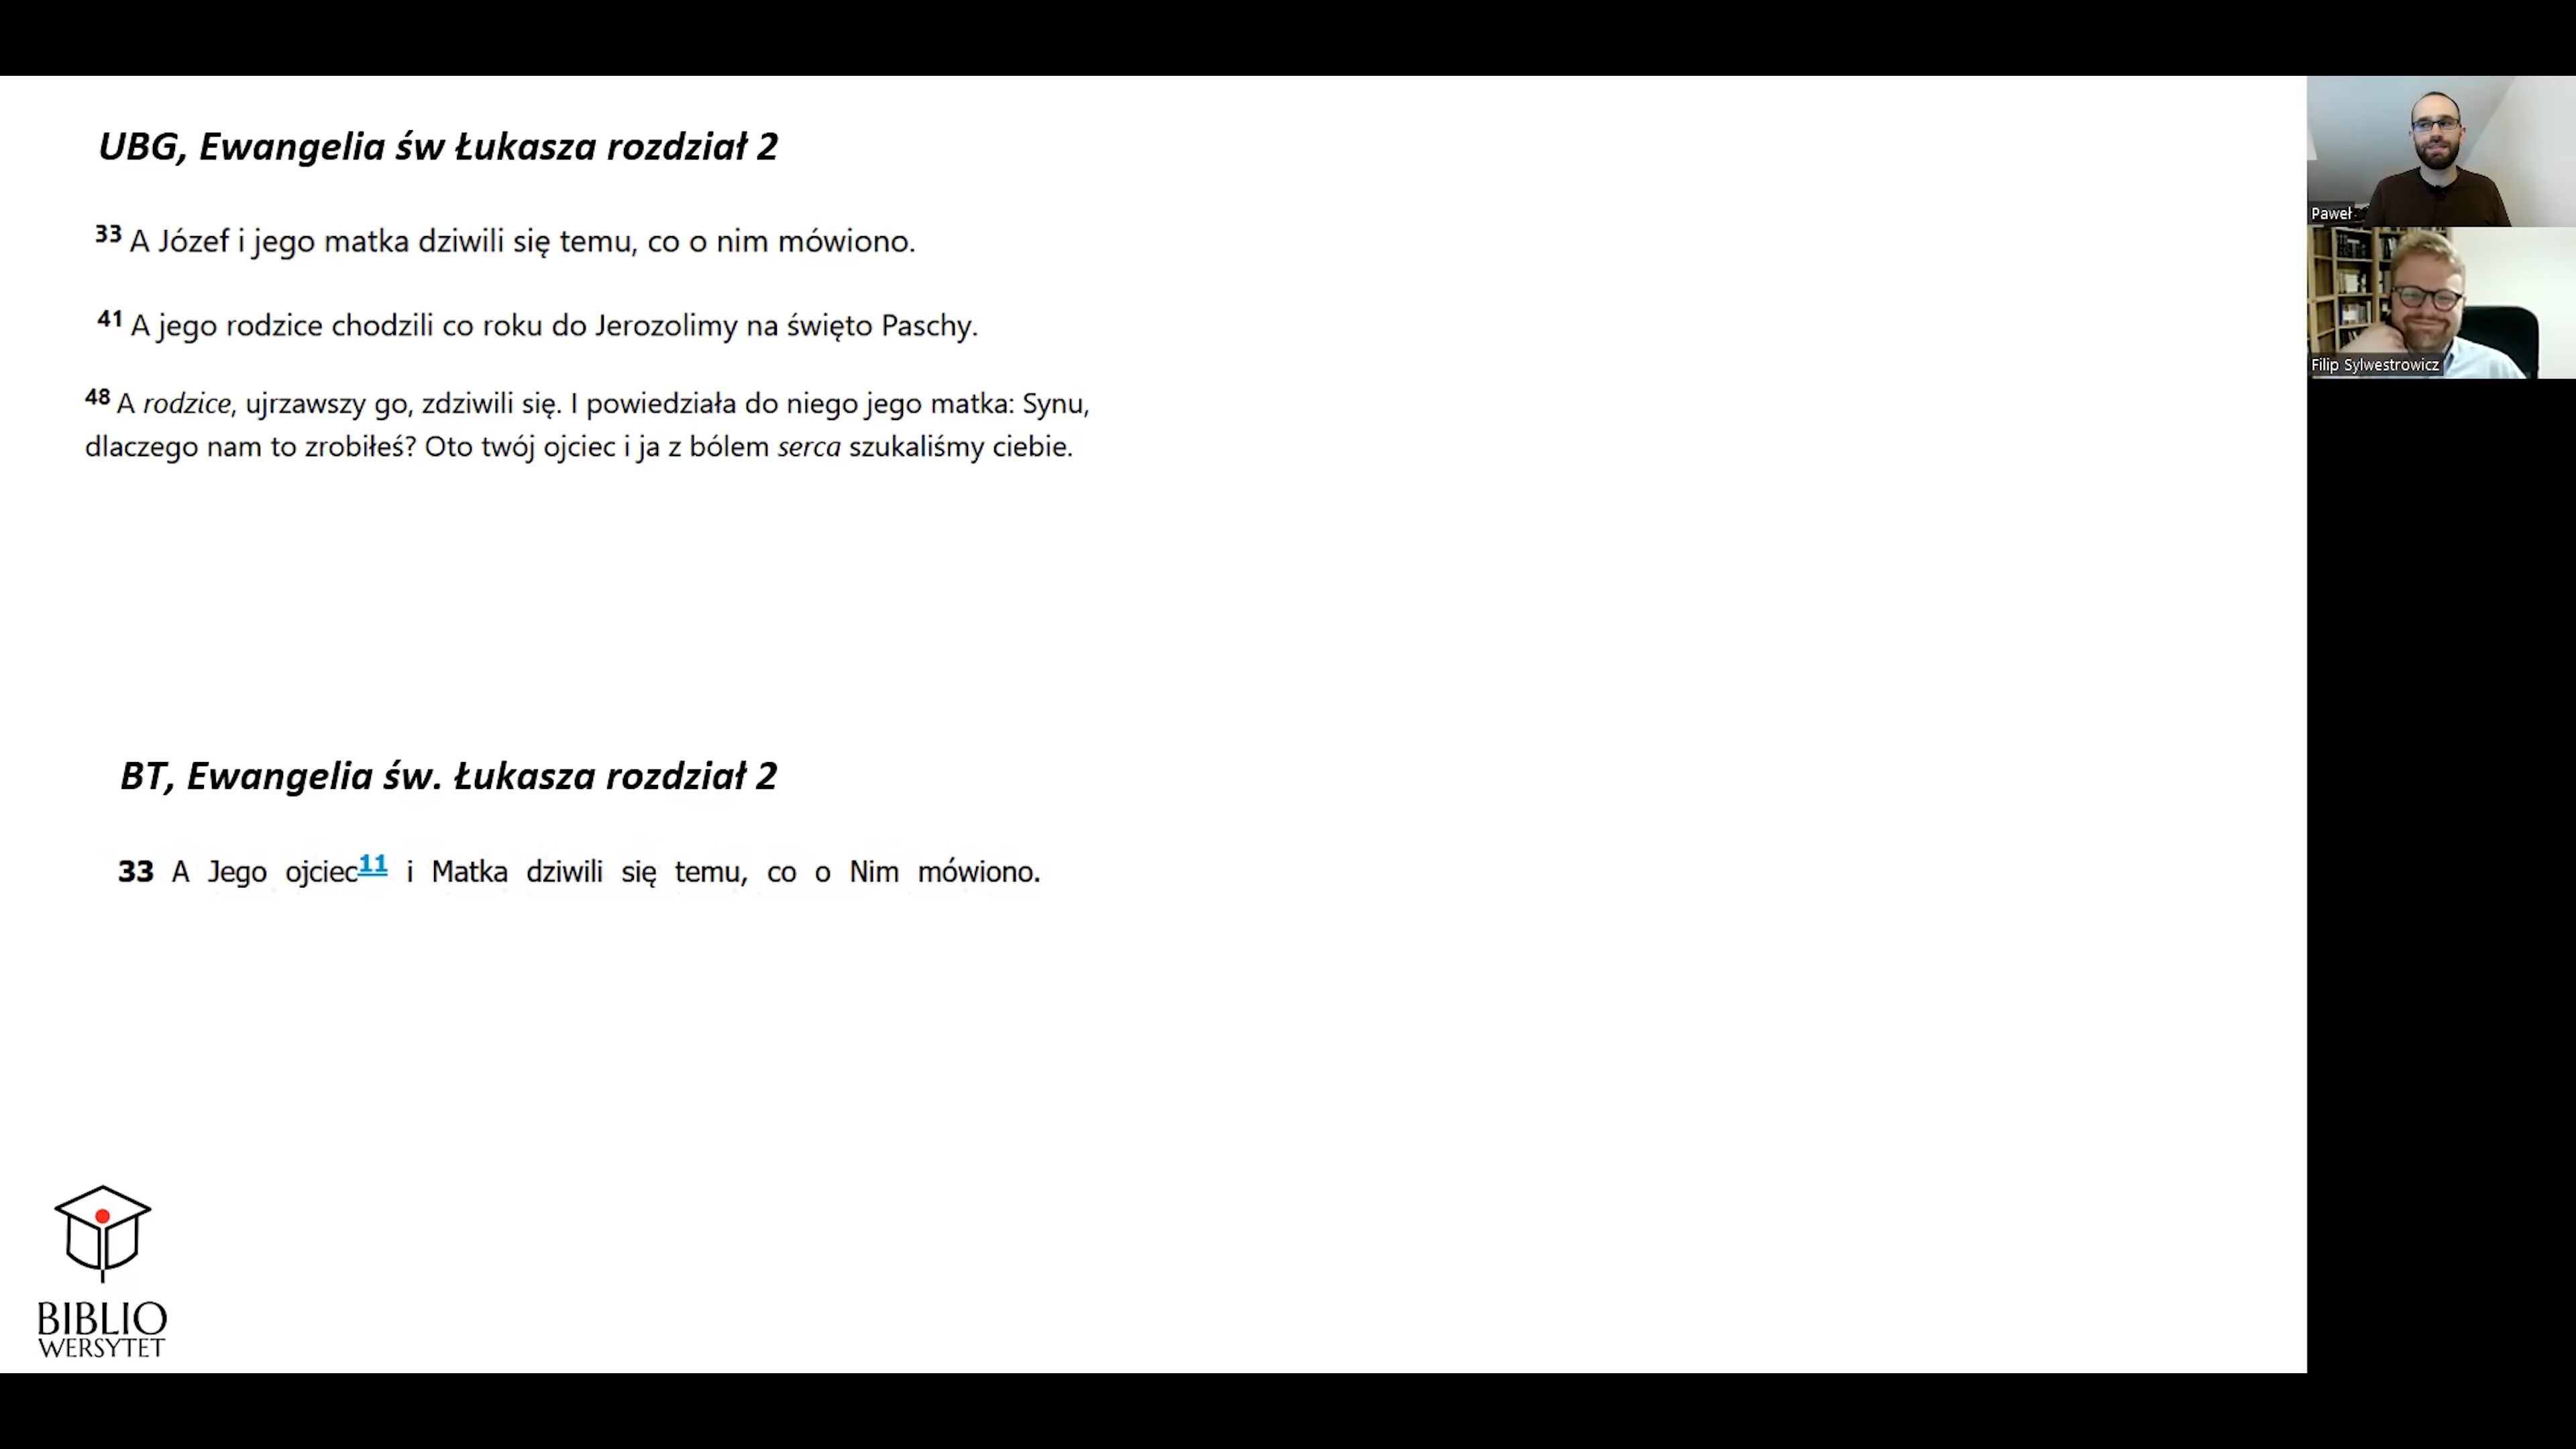 UBG, Ewangelia św Łukasza rozdział 2
33 A Józef i jego matka dziwili się temu, co o nim mówiono.
41 A jego rodzice chodzili co roku do Jerozolimy na święto Paschy.
48 A rodzice, ujrzawszy go, zdziwili się. I powiedziała do niego jego matka: Synu,
dlaczego nam to zrobiłeś? Oto twój ojciec i ja z bólem serca szukaliśmy ciebie.
BT, Ewangelia św. Łukasza rozdział 2
33 A Jego ojciec11 i Matka dziwili się temu, co o Nim mówiono.
BIBLIO
WERSYTET
Paweł
Filip Sylwestrowicz